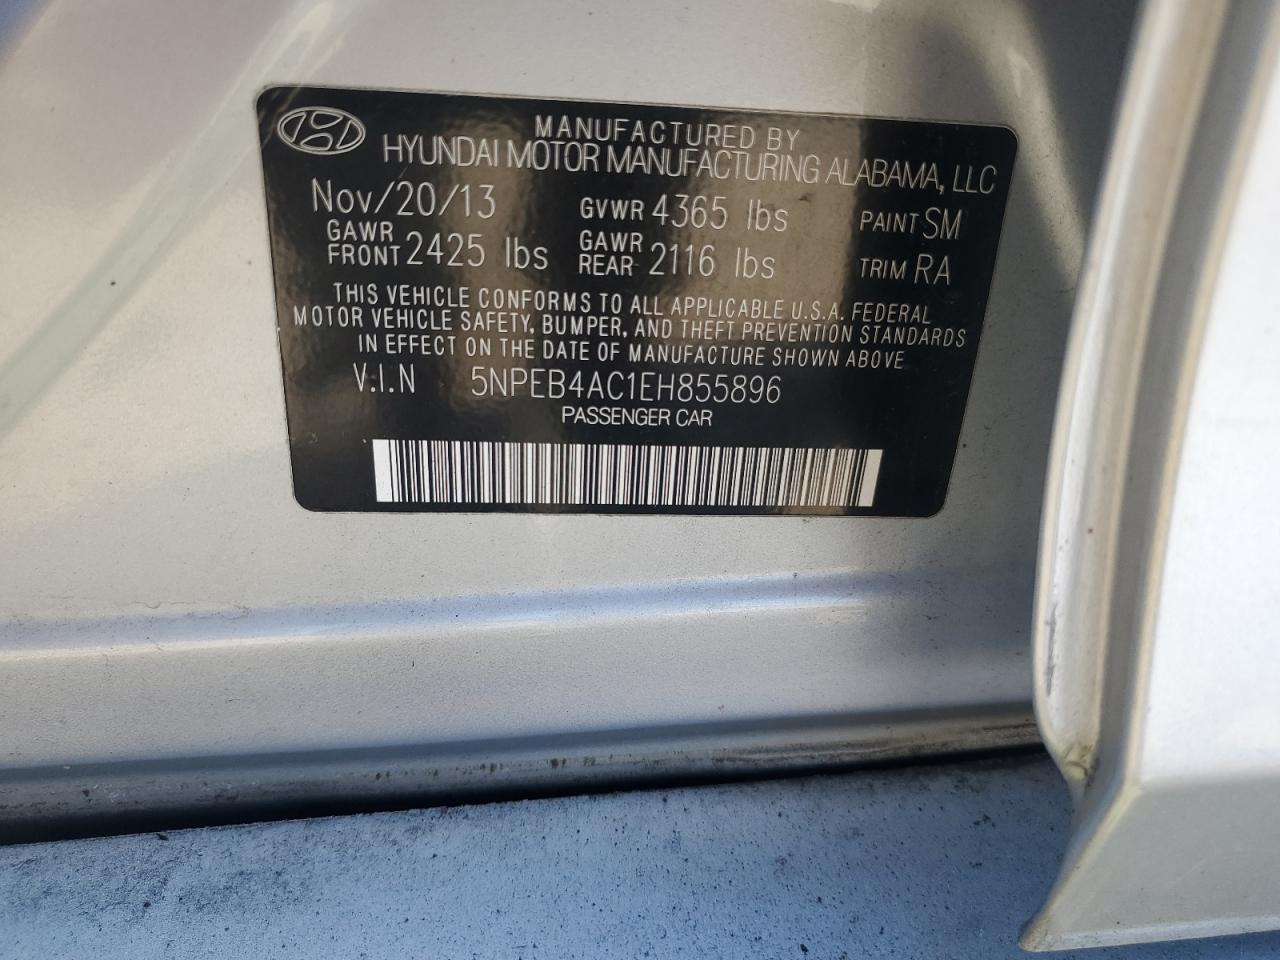 MANUFACTURED BY
HYUNDAI MOTOR MANUFACTURING ALABAMA, LLC
Nov/20/13 GVWR 4365 lbs PAINT SM
GAWR FRONT 2425 lbs GAWR REAR 2116 lbs TRIM RA
THIS VEHICLE CONFORMS TO ALL APPLICABLE U.S.A. FEDERAL
MOTOR VEHICLE SAFETY, BUMPER, AND THEFT PREVENTION STANDARDS
IN EFFECT ON THE DATE OF MANUFACTURE SHOWN ABOVE
V.I.N 5NPEB4AC1EH855896
PASSENGER CAR